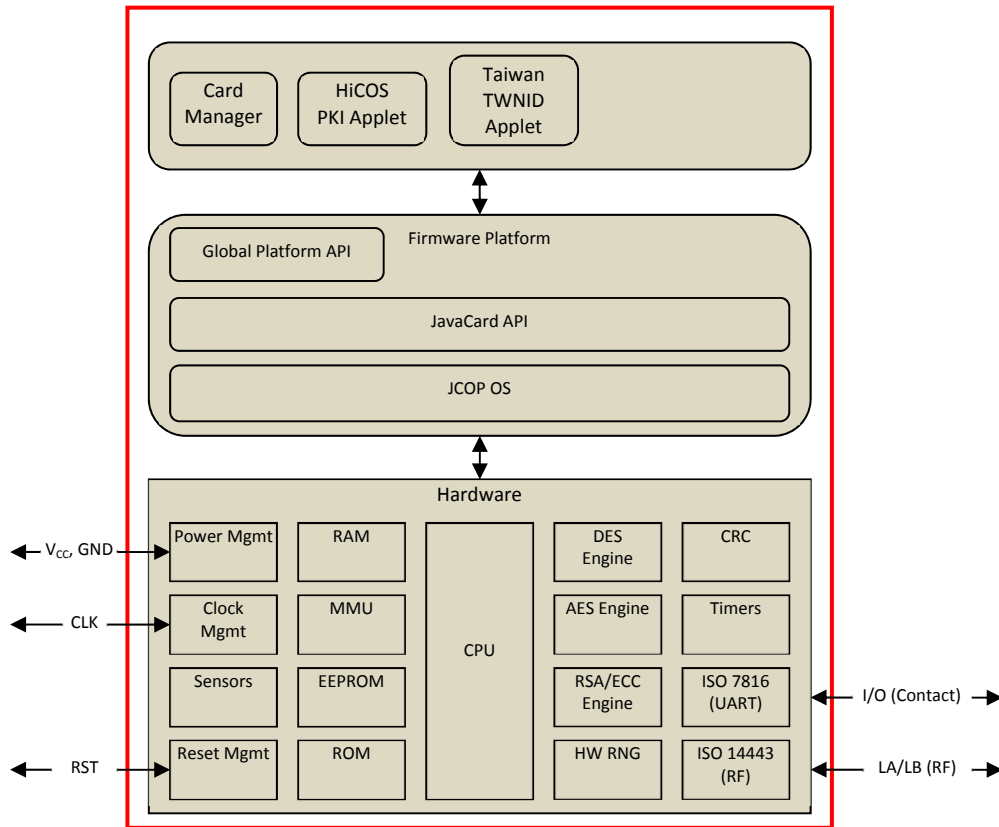 Card
Manager
HiCOS
PKI Applet
Taiwan
TWNID
Applet
Firmware Platform
Global Platform API
JavaCard API
JCOP OS
Hardware
Power Mgmt
RAM
CPU
DES
Engine
CRC
Clock
Mgmt
MMU
AES Engine
Timers
Sensors
EEPROM
RSA/ECC
Engine
ISO 7816
(UART)
Reset Mgmt
ROM
HW RNG
ISO 14443
(RF)
VCC, GND
CLK
RST
I/O (Contact)
LA/LB (RF)